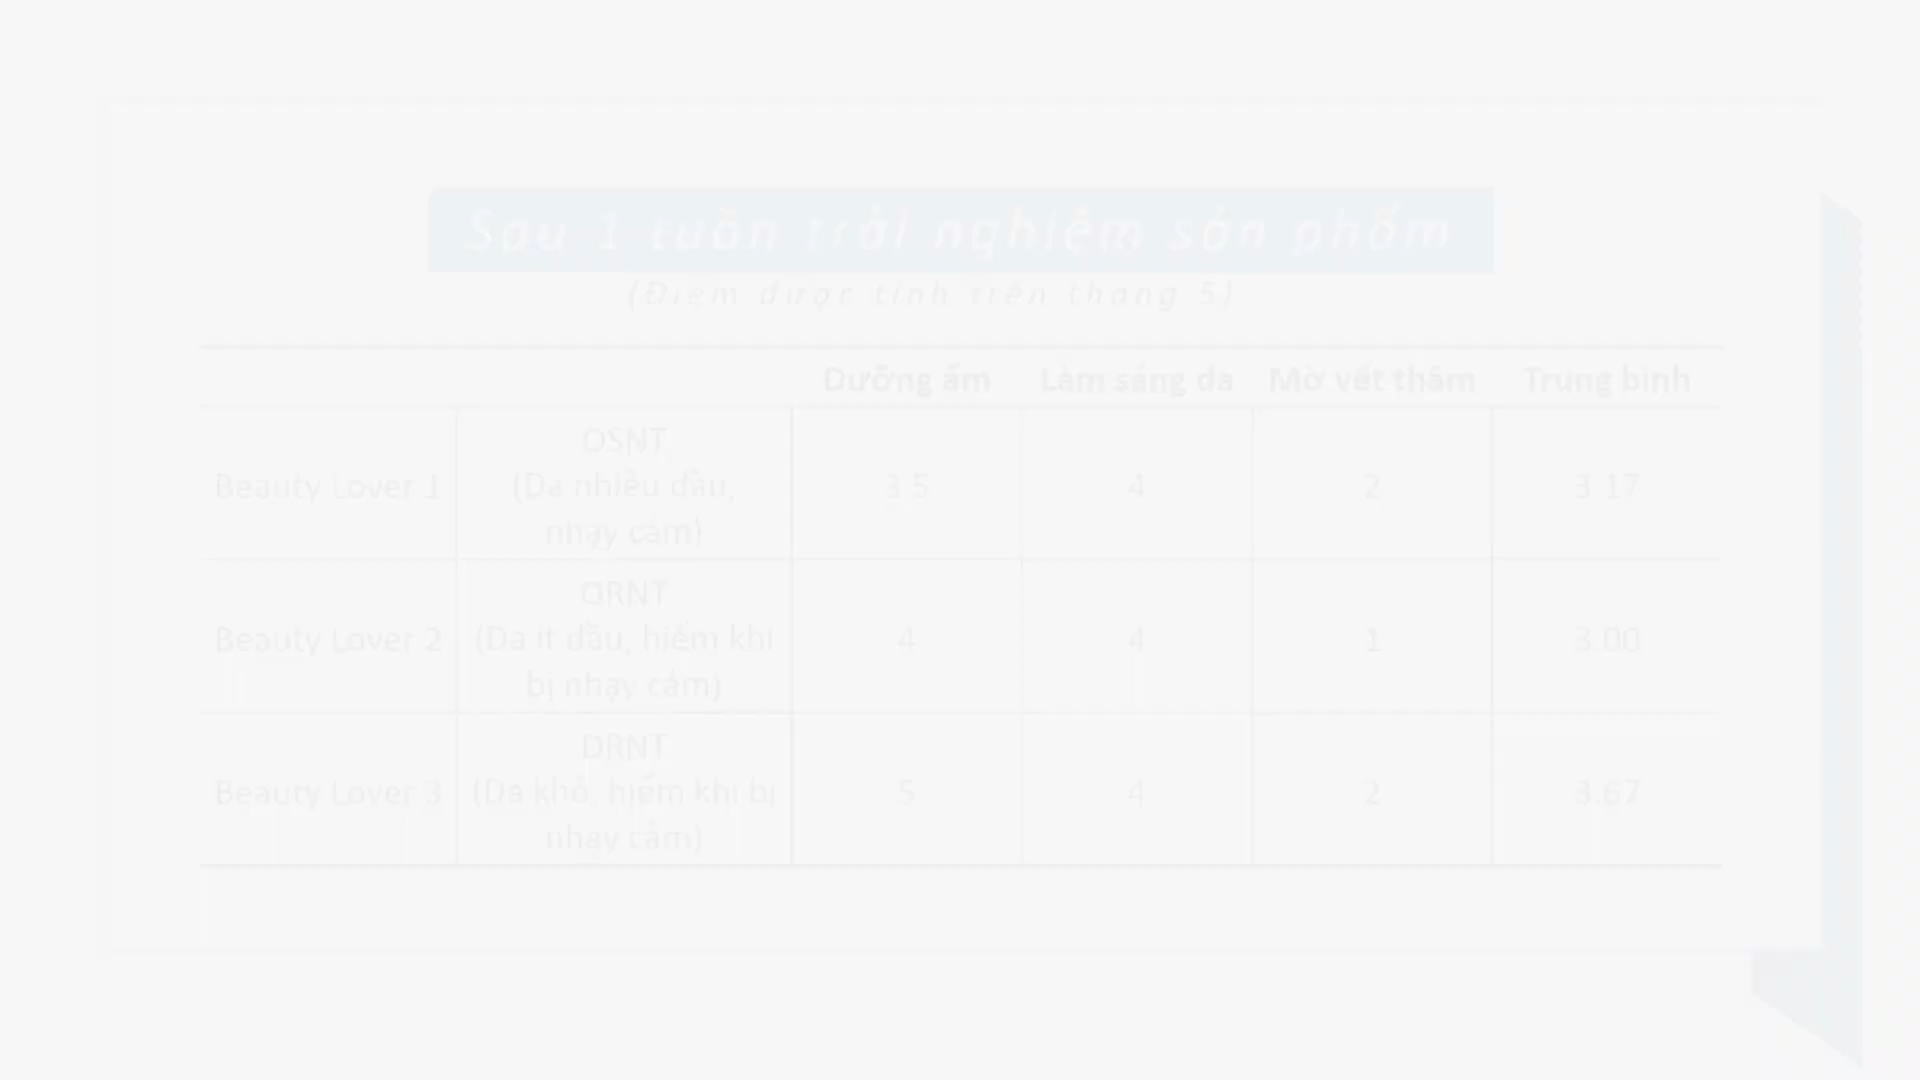 Sau 1 tuần trải nghiệm sản phẩm
(Điểm được tính trên thang 5)
Dưỡng ẩm Làm sáng da Mờ vết thâm Trung bình
Beauty Lover 1 OSNT (Da nhiều dầu, nhạy cảm) 3.5 4 2 3.17
Beauty Lover 2 ORNT (Da ít dầu, hiếm khi bị nhạy cảm) 4 4 1 3.00
Beauty Lover 3 DRNT (Da khô, hiếm khi bị nhạy cảm) 5 4 2 3.67